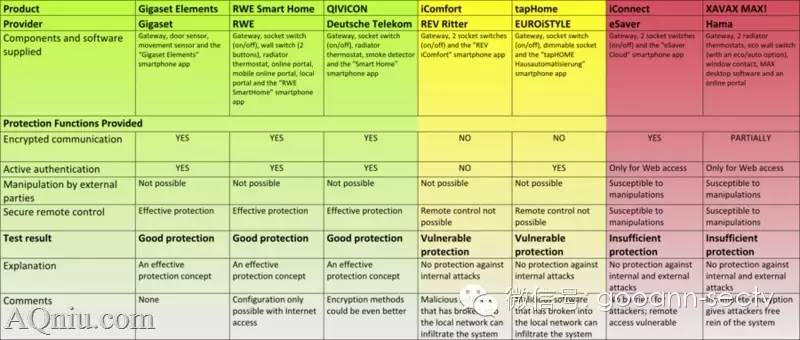 Product
Gigaset Elements
RWE Smart Home
QIVICON
iComfort
tapHome
iConnect
XAVAX MAX!
Provider
Gigaset
RWE
Deutsche Telekom
REV Ritter
EUROiSTYLE
eSaver
Hama
Components and software
supplied
Gateway, door sensor,
movement sensor and the
"Gigaset Elements"
smartphone app
Gateway, socket switch
(on/off), wall switch (2
buttons), radiator
thermostat, online portal,
mobile online portal, local
portal and the "RWE
SmartHome" smartphone
app
Gateway, socket switch
(on/off), radiator
thermostat, smoke detector
and the "Smart Home"
smartphone app
Gateway, 2 socket switches
(on/off) and the "REV
iComfort" smartphone app
Gateway, socket switch
(on/off), dimmable socket
and the "tapHOME
Hausautomatisierung"
smartphone app
Gateway, 2 socket switches
(on/off) and the "eSaver
Cloud" smartphone app
Gateway, 2 radiator
thermostats, eco wall switch
(with an eco/auto option),
window contact, MAX
desktop software and an
online portal
Protection Functions Provided
Encrypted communication
YES
YES
YES
NO
NO
YES
PARTIALLY
Active authentication
YES
YES
YES
NO
YES
Only for Web access
Only for Web access
Manipulation by external
parties
Not possible
Not possible
Not possible
Not possible
Not possible
Susceptible to
manipulations
Susceptible to
manipulations
Secure remote control
Effective protection
Effective protection
Effective protection
Remote control not
possible
Remote control not
possible
Susceptible to
manipulations
Susceptible to
manipulations
Test result
Good protection
Good protection
Good protection
Vulnerable
protection
Vulnerable
protection
Insufficient
protection
Insufficient
protection
Explanation
An effective
protection concept
An effective
protection concept
An effective
protection concept
No protection against
internal attacks
No protection against
internal attacks
No protection against
internal and external
attacks
No protection against
internal and external
attacks
Comments
None
Configuration only
possible with Internet
access
Encryption methods
could be even better
Malicious
that has broken into
the local network can
infiltrate the system
Malicious software
that has broken into
the local network can
infiltrate the system
No barrier for
attackers; remote
access vulnerable
encryption
gives attackers free
rein of the system
微信号: gooann-sectv
AQniu.com